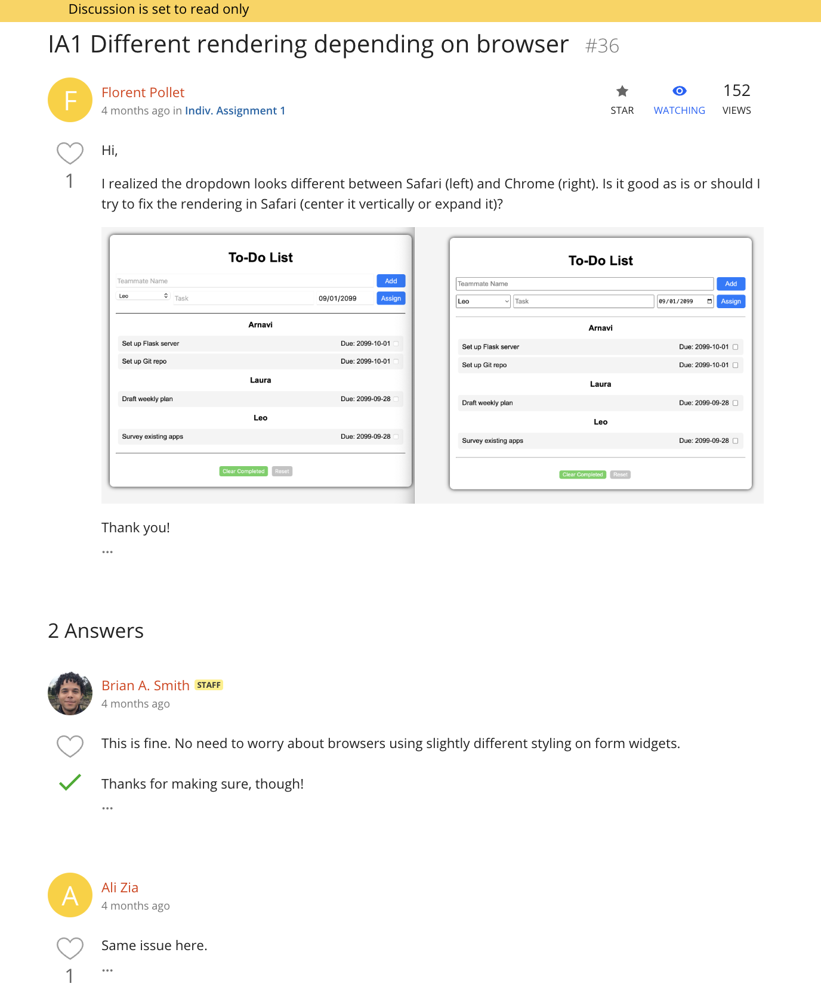 Discussion is set to read only
IA1 Different rendering depending on browser #36
F
Florent Pollet
4 months ago in Indiv. Assignment 1
STAR
WATCHING
152
VIEWS
1
Hi,
I realized the dropdown looks different between Safari (left) and Chrome (right). Is it good as is or should I
try to fix the rendering in Safari (center it vertically or expand it)?
To-Do List
Teammate Name Add
Leo Task 09/01/2099 Assign
Arnavi
Set up Flask server Due: 2099-10-01
Set up Git repo Due: 2099-10-01
Laura
Draft weekly plan Due: 2099-09-28
Leo
Survey existing apps Due: 2099-09-28
Clear Completed Reset
To-Do List
Teammate Name Add
Leo Task 09/01/2099 Assign
Arnavi
Set up Flask server Due: 2099-10-01
Set up Git repo Due: 2099-10-01
Laura
Draft weekly plan Due: 2099-09-28
Leo
Survey existing apps Due: 2099-09-28
Clear Completed Reset
Thank you!
...
2 Answers
Brian A. Smith STAFF
4 months ago
This is fine. No need to worry about browsers using slightly different styling on form widgets.
Thanks for making sure, though!
...
A
Ali Zia
4 months ago
1
Same issue here.
...